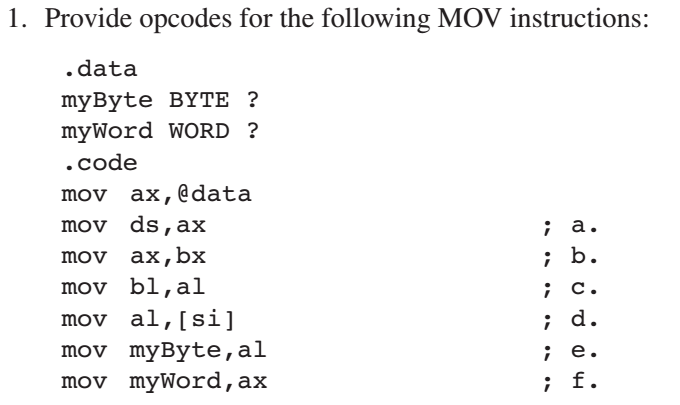 1. Provide opcodes for the following MOV instructions:
.data
myByte BYTE ?
myWord WORD ?
.code
mov ax,@data
mov ds,ax ; a.
mov ax,bx ; b.
mov bl,al ; c.
mov al,[si] ; d.
mov myByte,al ; e.
mov myWord,ax ; f.